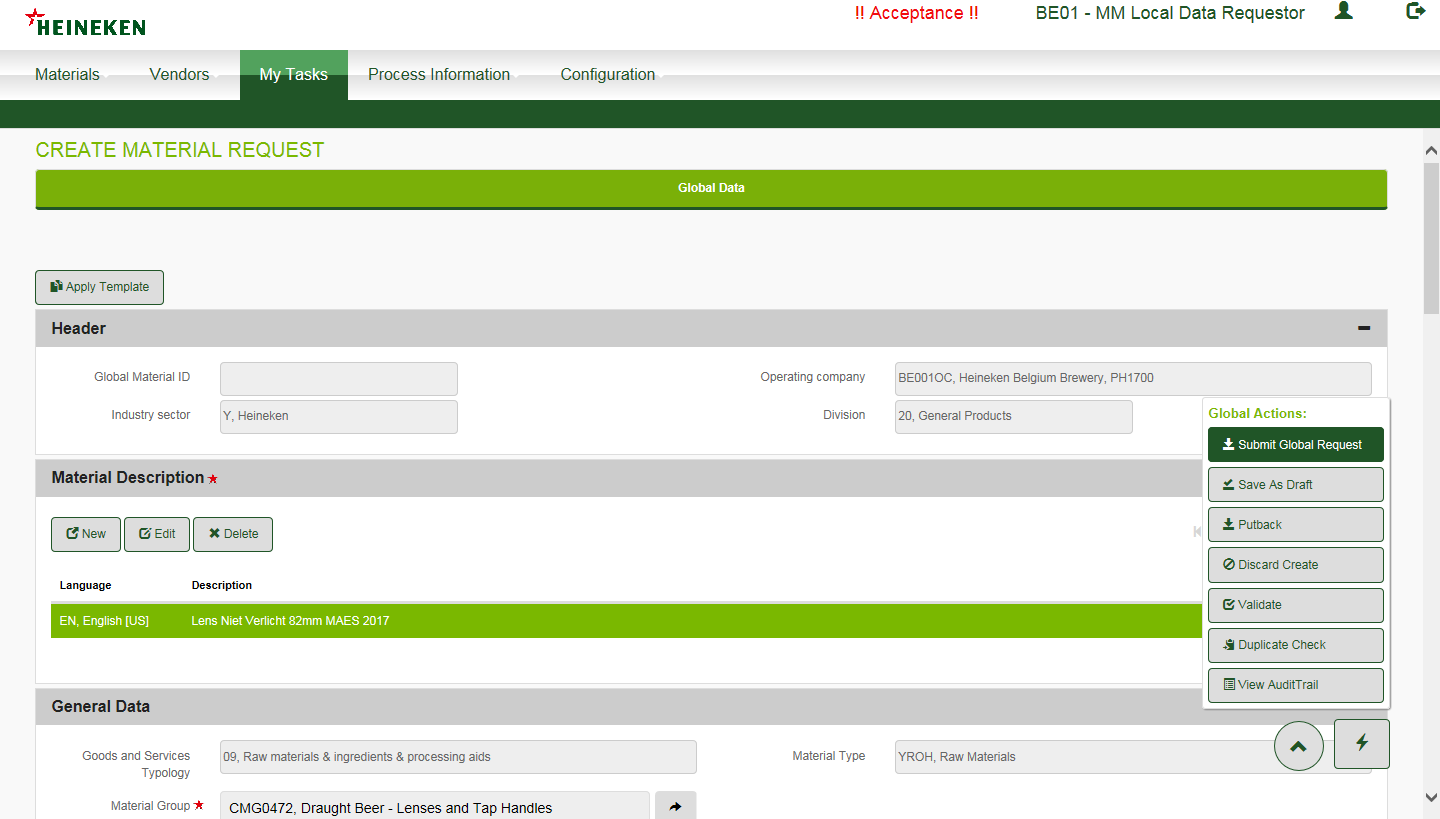 HEINEKEN
!! Acceptance !!
BE01 - MM Local Data Requestor
Materials
Vendors
My Tasks
Process Information
Configuration
CREATE MATERIAL REQUEST
Global Data
Apply Template
Header
Global Material ID
Operating company
BE001OC, Heineken Belgium Brewery, PH1700
Industry sector
Y, Heineken
Division
20, General Products
Global Actions:
Submit Global Request
Save As Draft
Putback
Discard Create
Validate
Duplicate Check
View AuditTrail
Material Description
New
Edit
Delete
Language
Description
EN, English [US]
Lens Niet Verlicht 82mm MAES 2017
General Data
Goods and Services
Typology
09, Raw materials & ingredients & processing aids
Material Type
YROH, Raw Materials
Material Group
CMG0472, Draught Beer - Lenses and Tap Handles